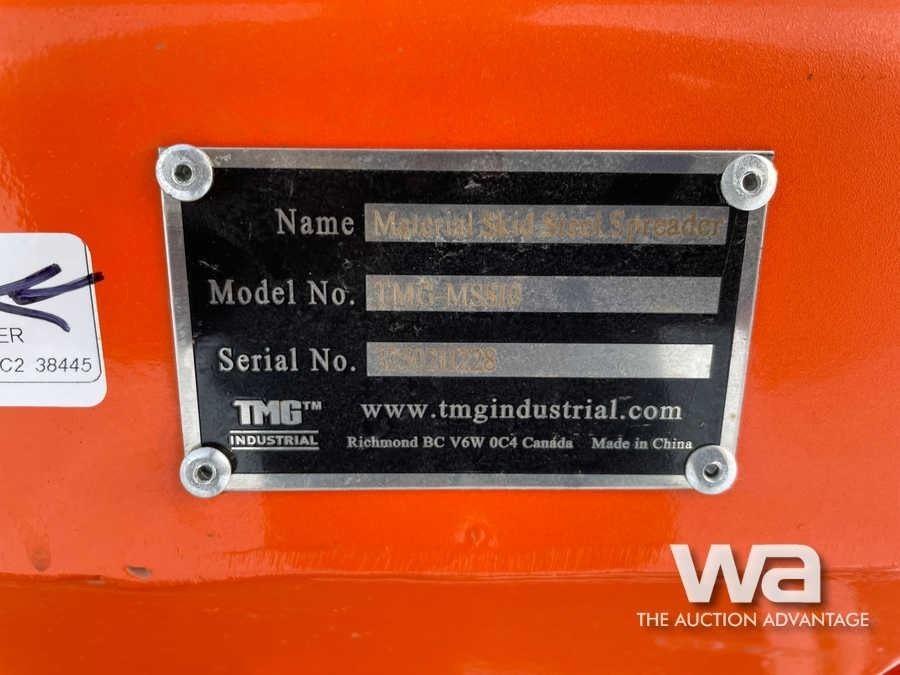 Name Material Skid Steel Spreader
Model No. TMG-MSS10
Serial No.
TMG™ www.tmgindustrial.com
INDUSTRIAL Richmond BC V6W 0C4 Canada Made in China
ER
C2 38445
wa
THE AUCTION ADVANTAGE